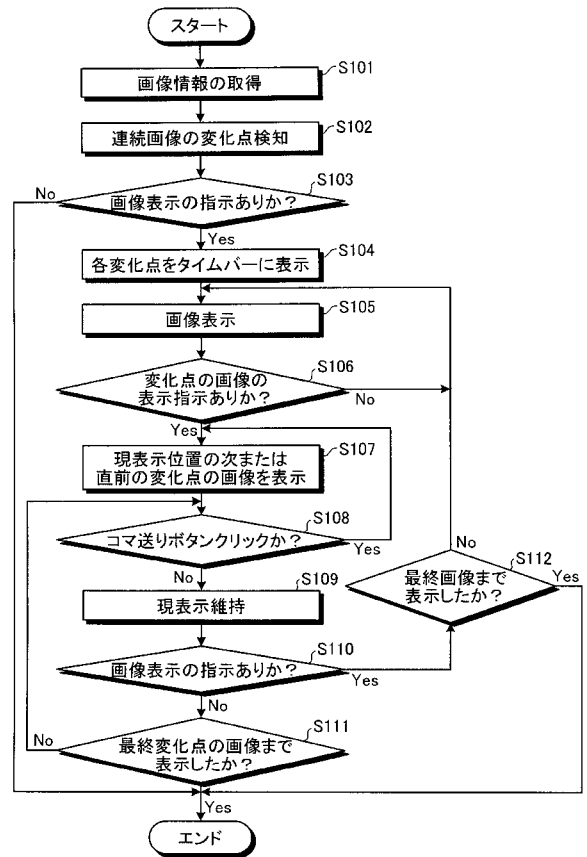 スタート
S101
画像情報の取得
S102
連続画像の変化点検知
S103
No
画像表示の指示ありか？
Yes
S104
各変化点をタイムバーに表示
S105
画像表示
S106
変化点の画像の
表示指示ありか？
No
Yes
S107
現表示位置の次または
直前の変化点の画像を表示
S108
コマ送りボタンクリックか？
Yes
No
S109
現表示維持
No
S112
最終画像まで
表示したか？
Yes
S110
画像表示の指示ありか？
Yes
No
S111
No
最終変化点の画像まで
表示したか？
Yes
エンド